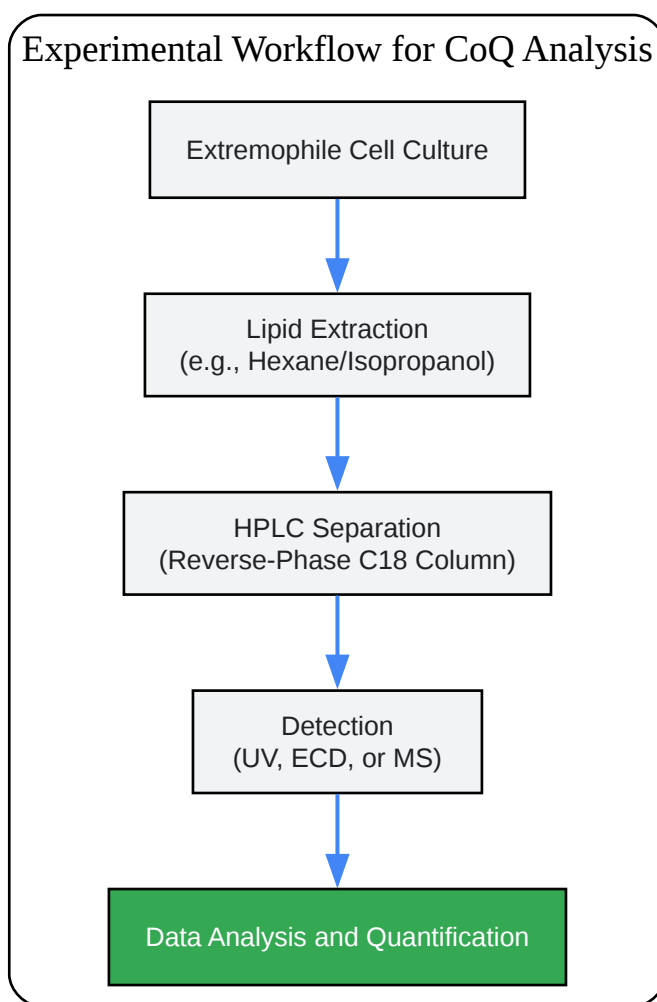 Experimental Workflow for CoQ Analysis
Extremophile Cell Culture
Lipid Extraction
(e.g., Hexane/Isopropanol)
HPLC Separation
(Reverse-Phase C18 Column)
Detection
(UV, ECD, or MS)
Data Analysis and Quantification